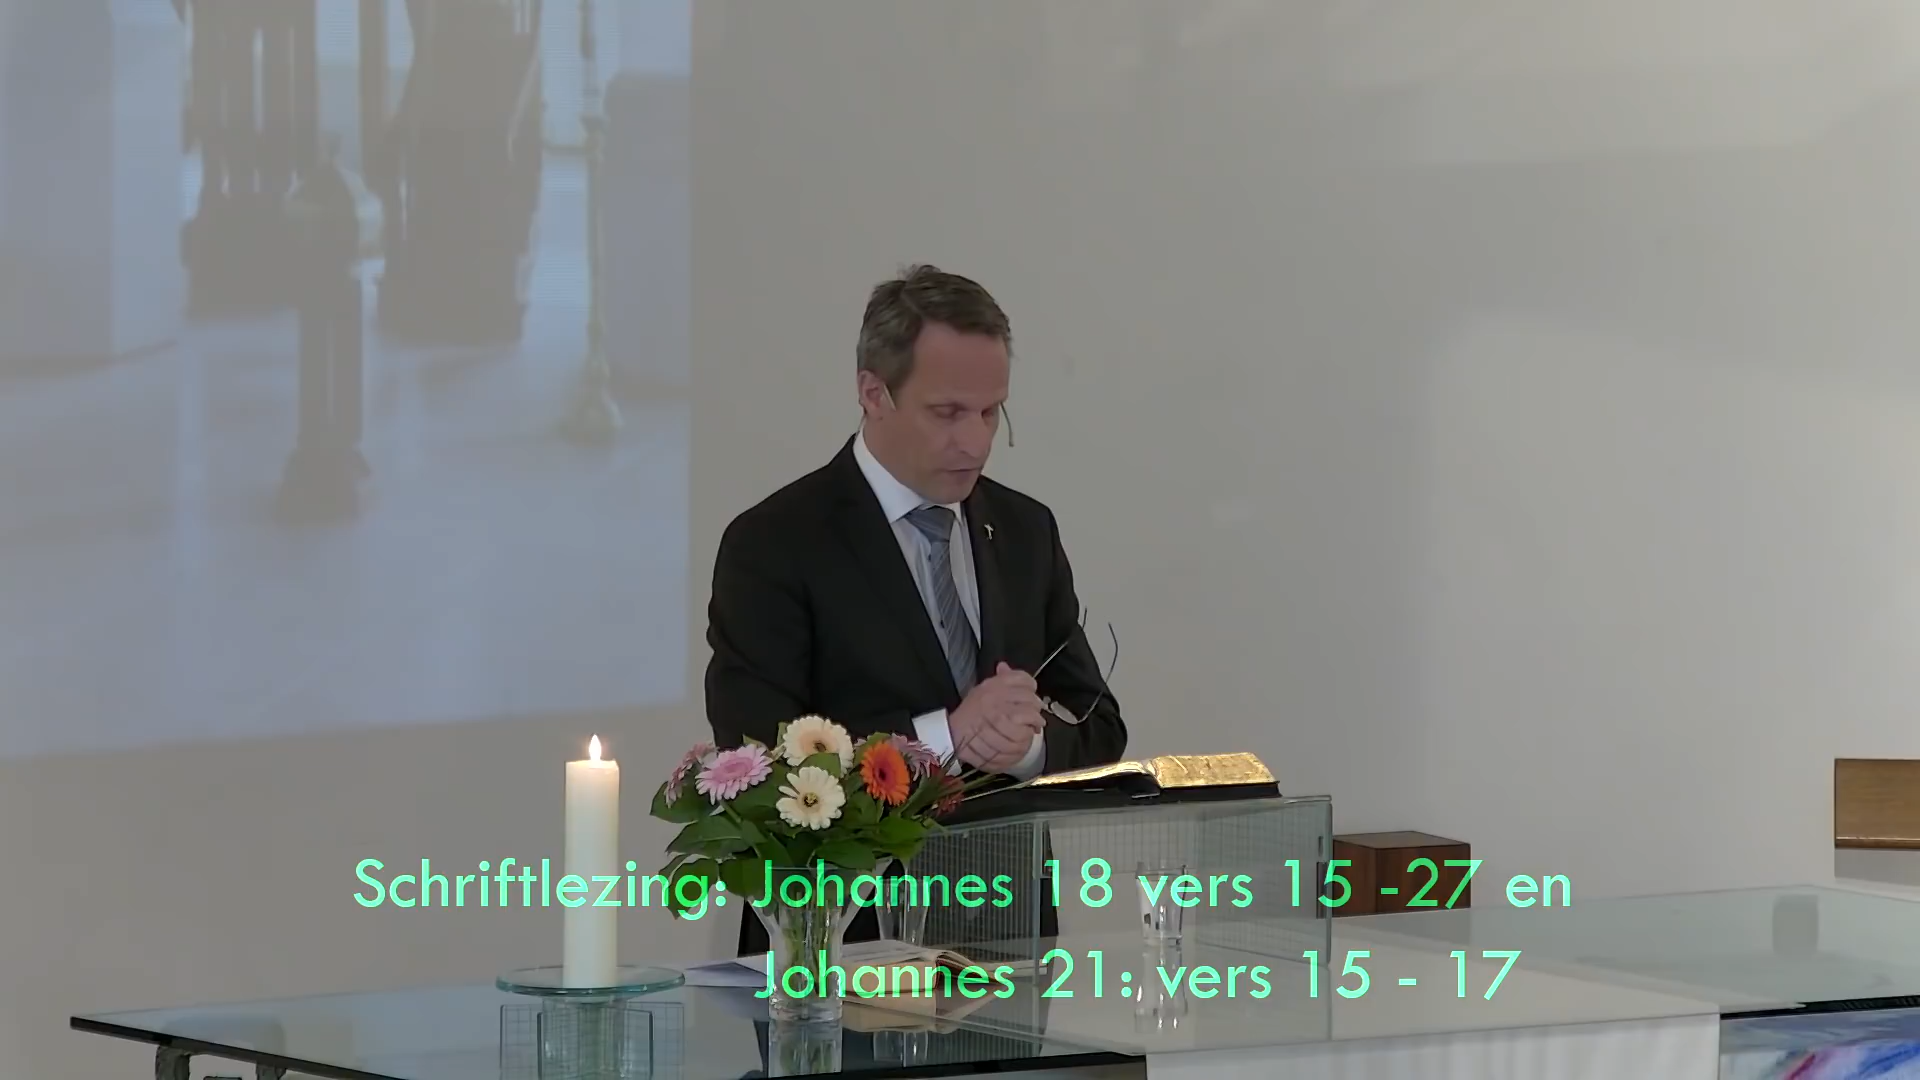 Schriftlezing: Johannes 18 vers 15 -27 en
Johannes 21: vers 15 - 17